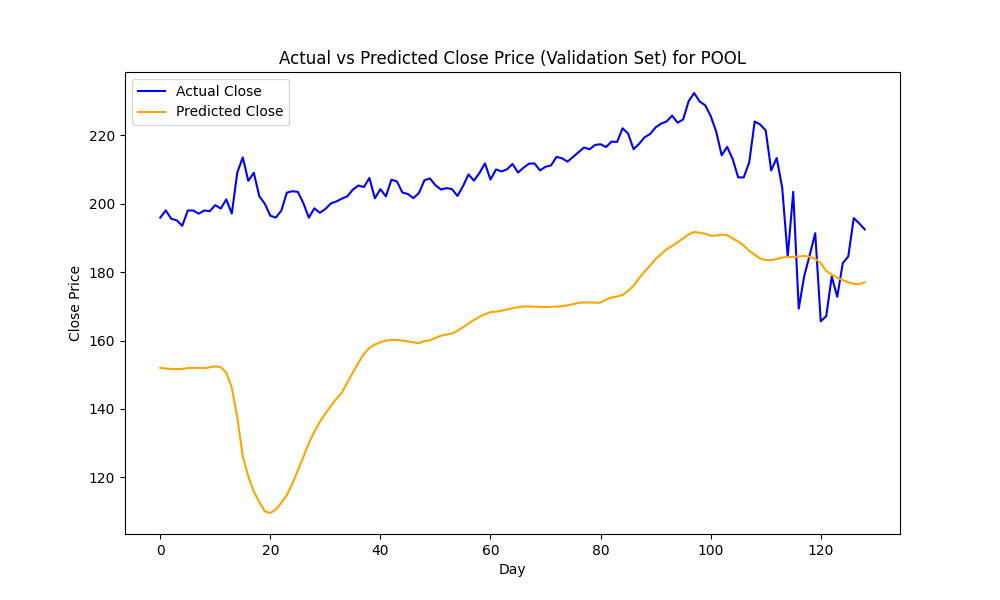 Actual vs Predicted Close Price (Validation Set) for POOL
Actual Close
Predicted Close
220
200
180
160
140
120
Close Price
0 20 40 60 80 100 120
Day